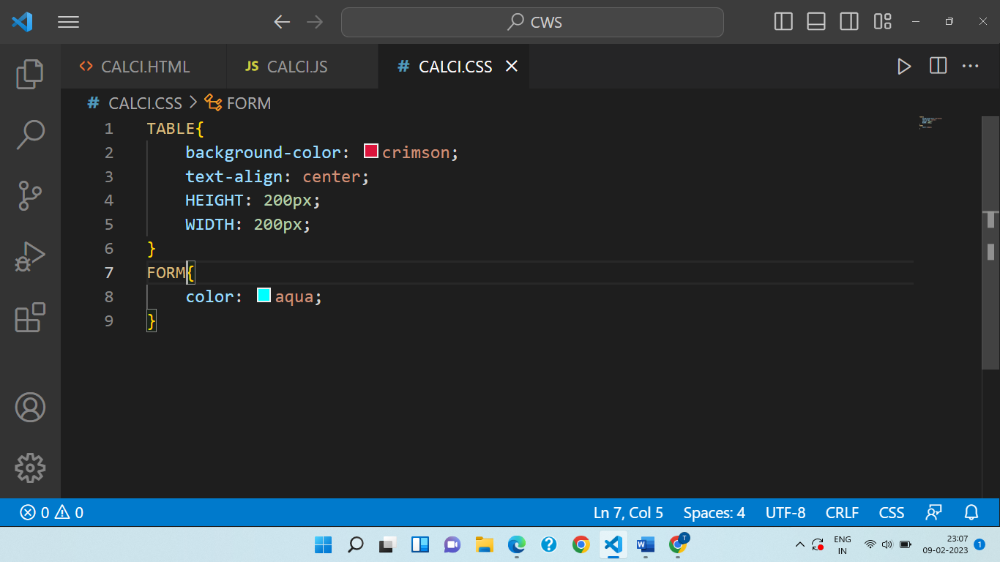 CWS
CALCI.HTML
JS CALCI.JS
# CALCI.CSS
# CALCI.CSS > FORM
1 TABLE{
2 background-color: crimson;
3 text-align: center;
4 HEIGHT: 200px;
5 WIDTH: 200px;
6 }
7 FORM{
8 color: aqua;
9 }
0 0 Ln 7, Col 5 Spaces: 4 UTF-8 CRLF CSS
ENG
IN
23:07
09-02-2023
1
T